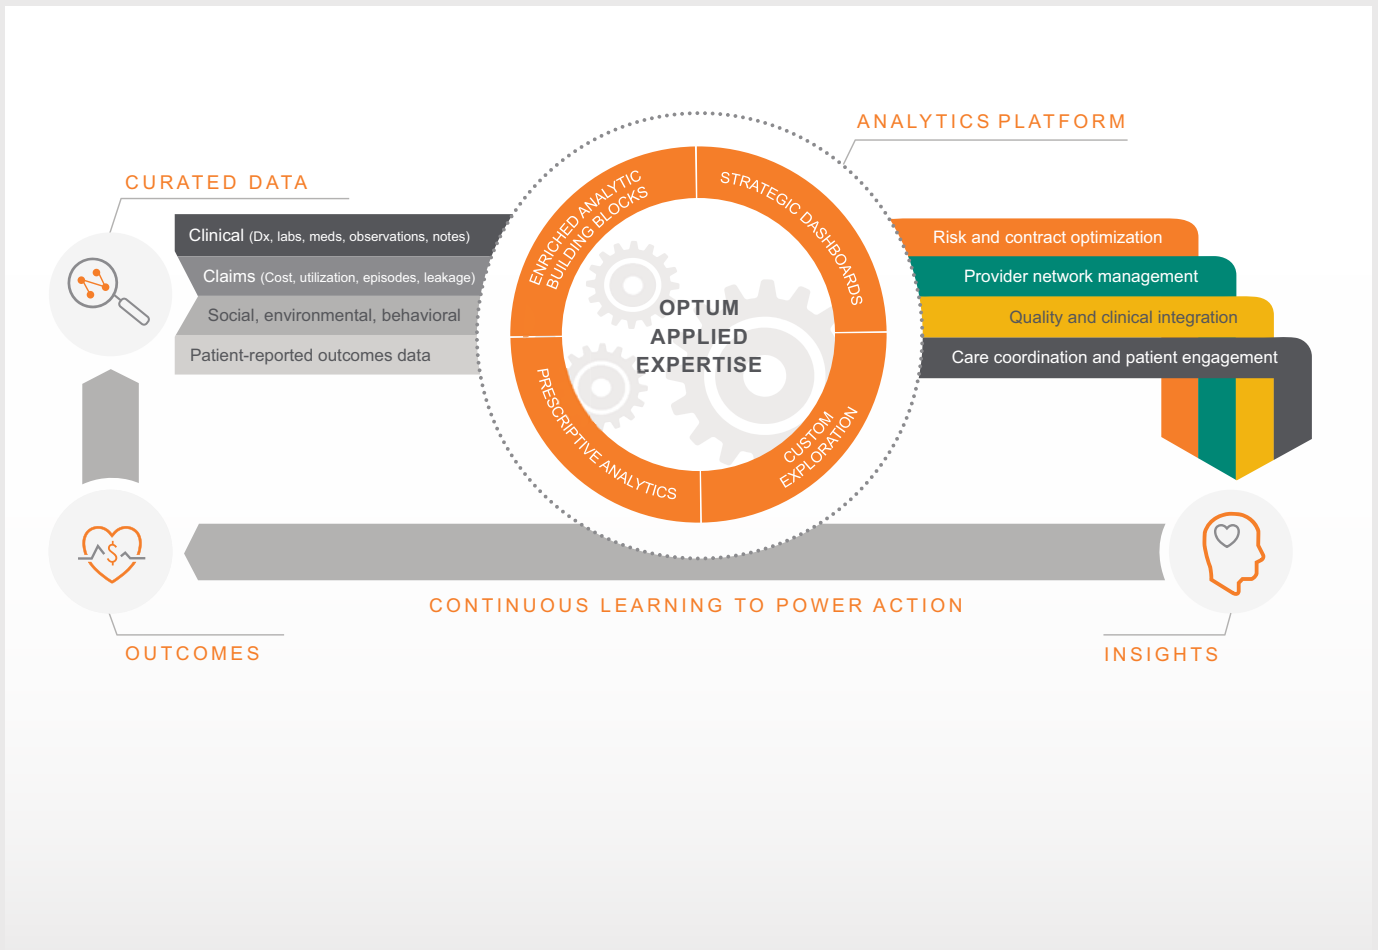 ANALYTICS PLATFORM
CURATED DATA
Clinical (Dx, labs, meds, observations, notes)
Claims (Cost, utilization, episodes, leakage)
Social, environmental, behavioral
Patient-reported outcomes data
ENRICHED ANALYTIC
BUILDING BLOCKS
STRATEGIC DASHBOARDS
PRESCRIPTIVE ANALYTICS
CUSTOM
EXPLORATION
OPTUM
APPLIED
EXPERTISE
Risk and contract optimization
Provider network management
Quality and clinical integration
Care coordination and patient engagement
$
CONTINUOUS LEARNING TO POWER ACTION
OUTCOMES
INSIGHTS